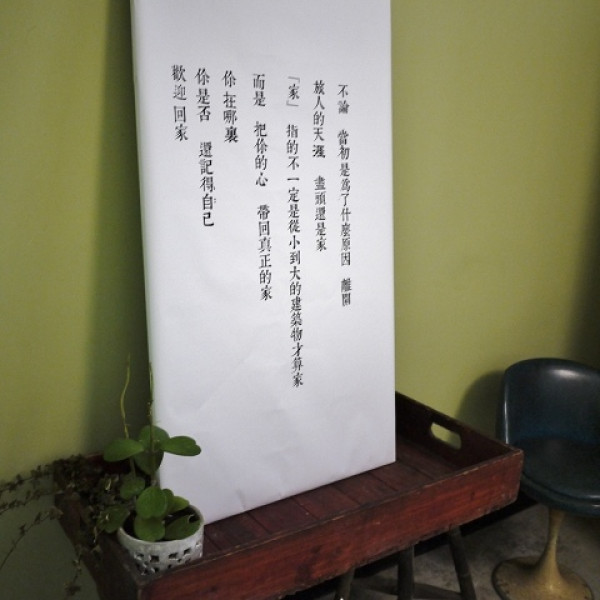 不論 當初是為了什麼原因 離開
旅人的天涯 盡頭還是家
「家」 指的不一定是從小到大的建築物才算家
而是 把你的心 帶回真正的家
你在哪裏
你是否 還記得自己
歡迎回家